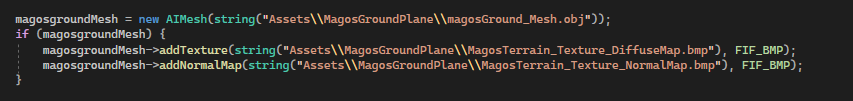 magosgroundMesh = new AIMesh(string("Assets\\MagosGroundPlane\\magosGround_Mesh.obj"));
if (magosgroundMesh) {
    magosgroundMesh->addTexture(string("Assets\\MagosGroundPlane\\MagosTerrain_Texture_DiffuseMap.bmp"), FIF_BMP);
    magosgroundMesh->addNormalMap(string("Assets\\MagosGroundPlane\\MagosTerrain_Texture_NormalMap.bmp"), FIF_BMP);
}